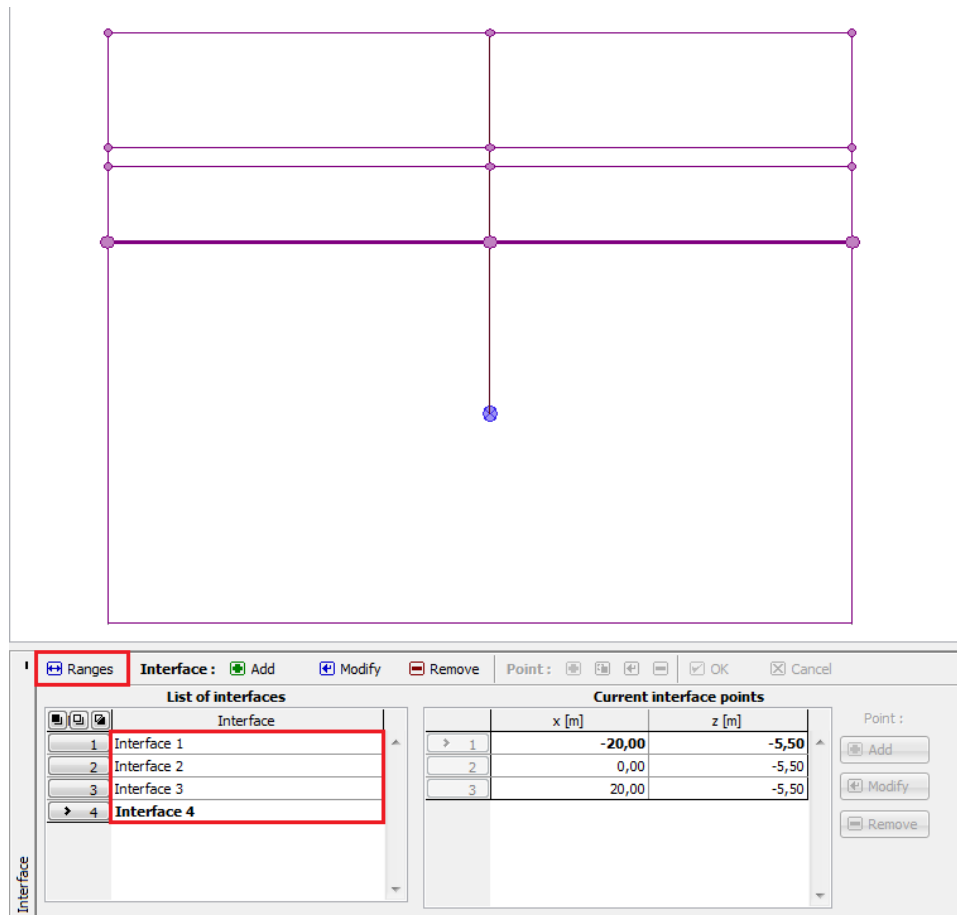 Ranges Interface : Add Modify Remove Point : OK Cancel
List of interfaces
Interface
1 Interface 1
2 Interface 2
3 Interface 3
4 Interface 4
Current interface points
x [m] z [m]
1 -20,00 -5,50
2 0,00 -5,50
3 20,00 -5,50
Point :
Add
Modify
Remove
Interface